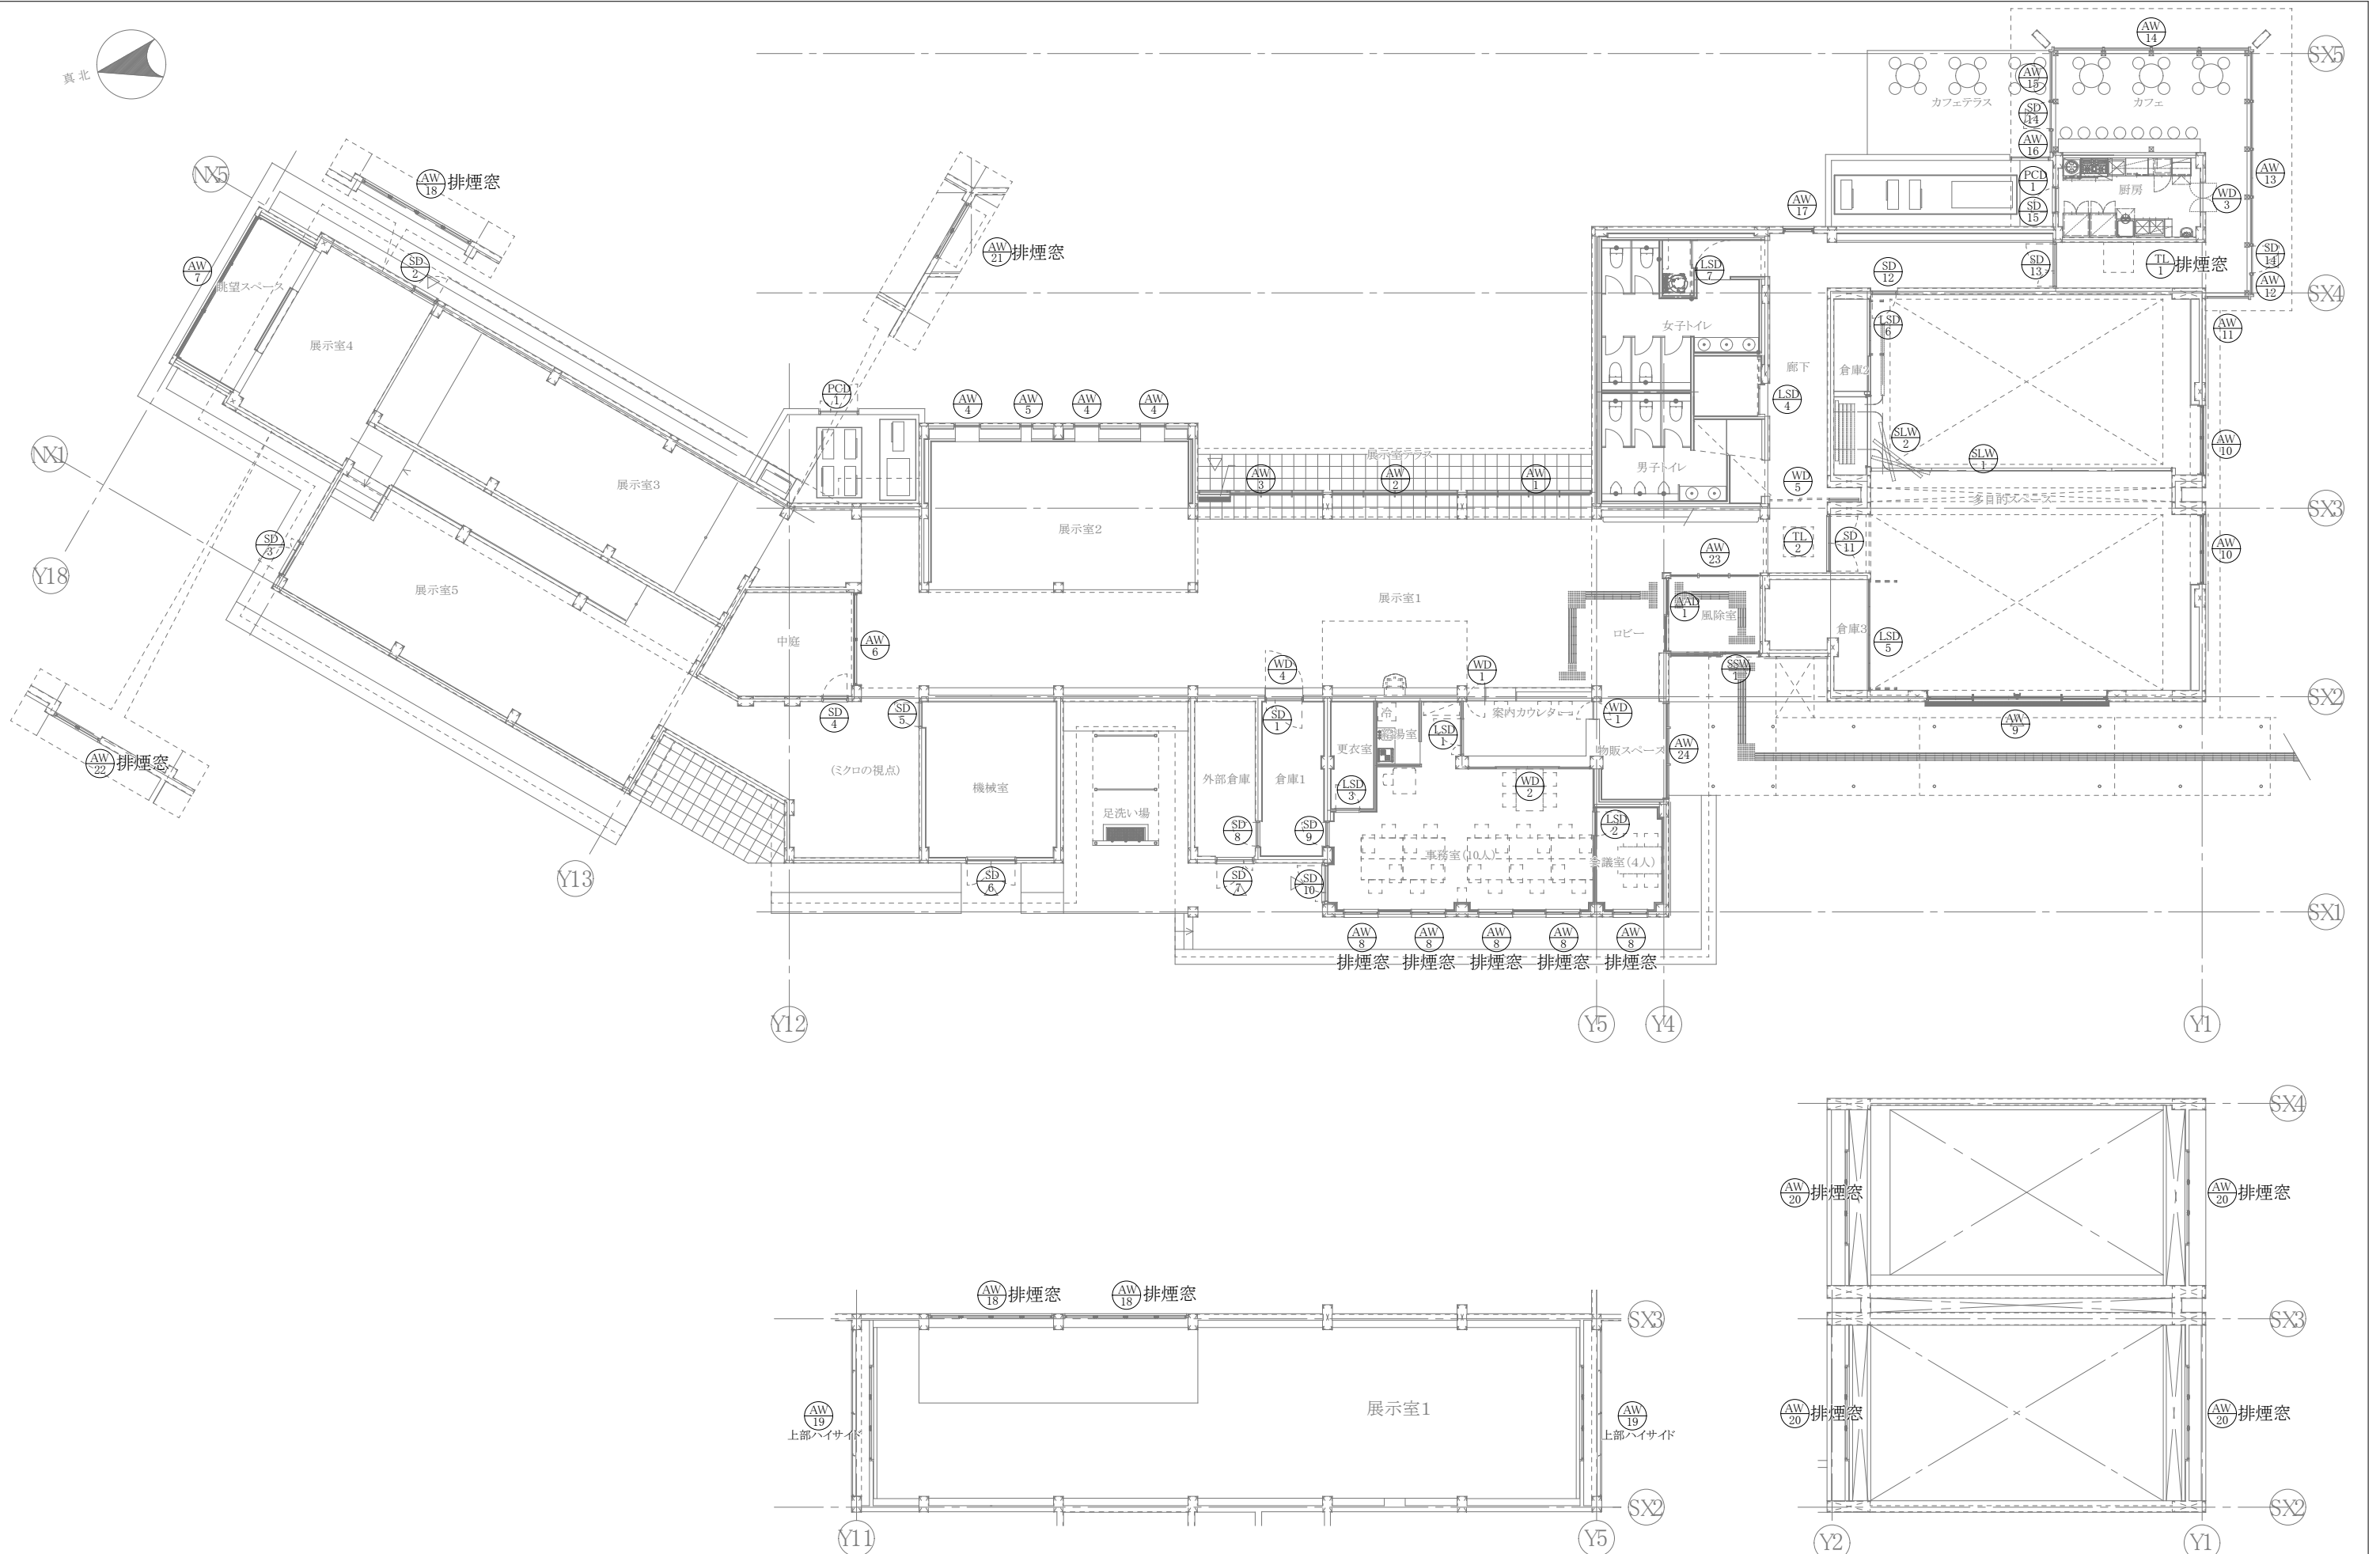 真北
SX5
AW
14
AW
15
カフェテラス
カフェ
SD
14
AW
16
NX5
AW
18
排煙窓
PCD
1
厨房
AW
13
WD
3
AW
17
SD
15
AW
21
排煙窓
AW
7
SD
2
LSD
7
SD
12
SD
13
TL
1
排煙窓
SD
14
AW
12
SX4
眺望スペース
展示室4
女子トイレ
LSD
6
AW
11
廊下
倉庫2
PCD
1
AW
4
AW
5
AW
4
AW
4
LSD
4
NX1
SLW
2
AW
10
展示室テラス
SLW
1
男子トイレ
AW
3
AW
2
AW
1
WD
5
展示室3
多目的スペース
SX3
展示室2
SD
3
TL
2
SD
11
AW
10
AW
23
Y18
展示室5
展示室1
AAD
1
風除室
ロビー
倉庫3
LSD
5
中庭
AW
6
WD
4
WD
1
SSW
1
SX2
SD
4
SD
5
SD
1
冷
給湯室
LSD
1
案内カウンター
WD
1
AW
9
更衣室
物販スペース
AW
24
AW
22
排煙窓
(ミクロの視点)
機械室
外部倉庫
倉庫1
LSD
3
WD
2
足洗い場
SD
8
SD
9
LSD
2
事務室(10人)
会議室(4人)
Y13
SD
6
SD
7
SD
10
SX1
AW
8
AW
8
AW
8
AW
8
AW
8
排煙窓
排煙窓
排煙窓
排煙窓
排煙窓
Y12
Y5
Y4
Y1
SX4
AW
20
排煙窓
AW
20
排煙窓
AW
18
排煙窓
AW
18
排煙窓
SX3
SX3
AW
19
上部ハイサイド
展示室1
AW
19
上部ハイサイド
AW
20
排煙窓
AW
20
排煙窓
SX2
SX2
Y11
Y5
Y2
Y1